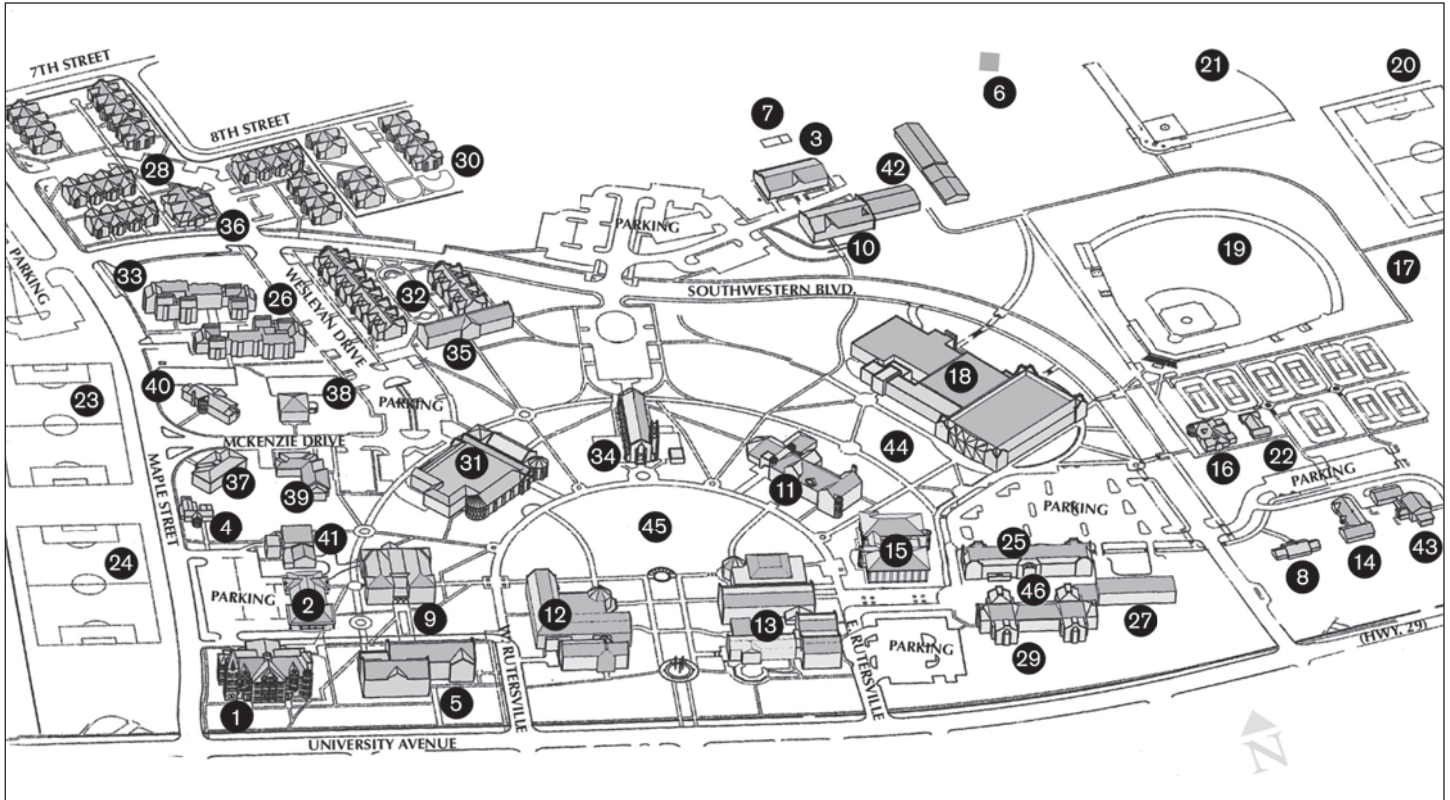 7TH STREET
21
20
6
7
3
8TH STREET
28
30
42
36
PARKING
10
19
17
PARKING
33
26
WESLEYAN DRIVE
32
SOUTHWESTERN BLVD.
35
18
23
40
38
PARKING
MCKENZIE DRIVE
31
34
44
16
22
37
39
11
PARKING
MAPLE STREET
4
41
45
15
PARKING
25
43
24
8
14
PARKING
2
9
12
13
46
27
W. RUTERSVILLE
E. RUTERSVILLE
PARKING
29
(HWY. 29)
1
5
UNIVERSITY AVENUE
N